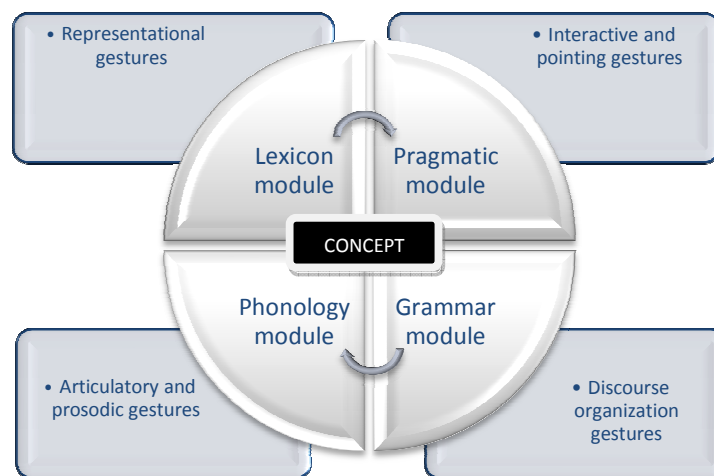 • Representational
gestures
• Interactive and
pointing gestures
Lexicon
module
Pragmatic
module
CONCEPT
Phonology
module
Grammar
module
• Articulatory and
prosodic gestures
• Discourse
organization
gestures